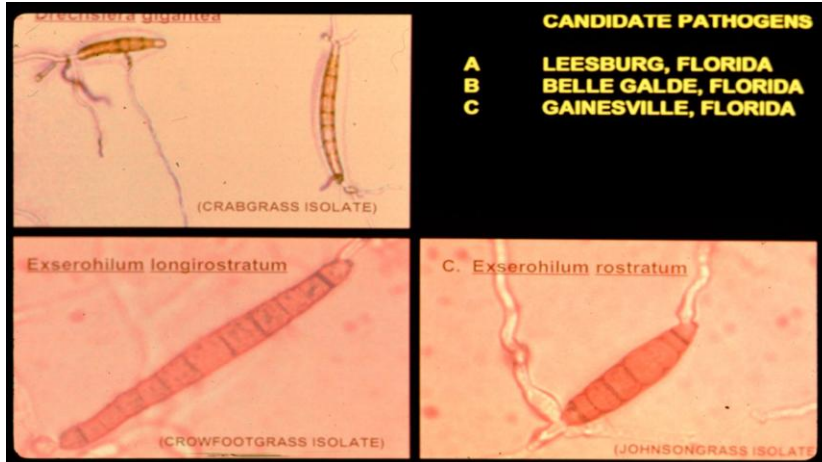 Drechslera gigantea
(CRABGRASS ISOLATE)
CANDIDATE PATHOGENS
A LEESBURG, FLORIDA
B BELLE GALDE, FLORIDA
C GAINESVILLE, FLORIDA
Exserohilum longirostratum
(CROWFOOTGRASS ISOLATE)
C. Exserohilum rostratum
(JOHNSONGRASS ISOLATE